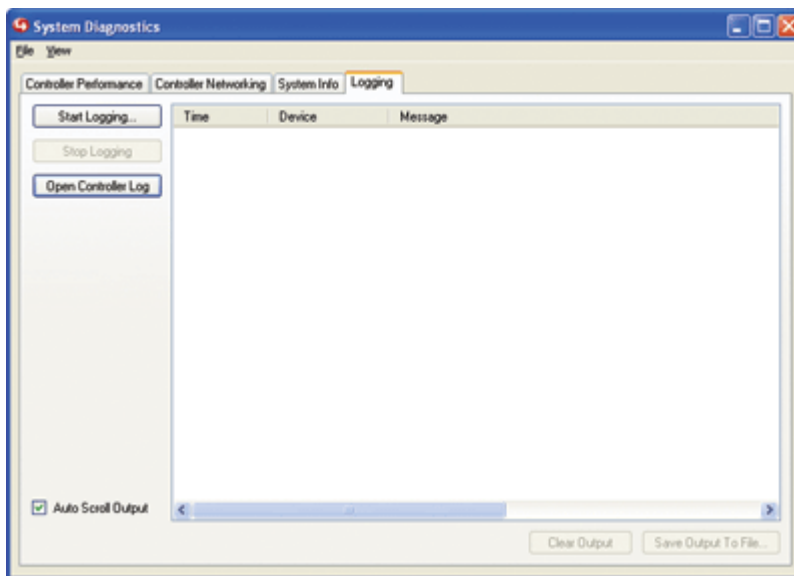 System Diagnostics
File View
Controller Performance Controller Networking System Info Logging
Start Logging... Time Device Message
Stop Logging
Open Controller Log
Auto Scroll Output
Clear Output Save Output To File...